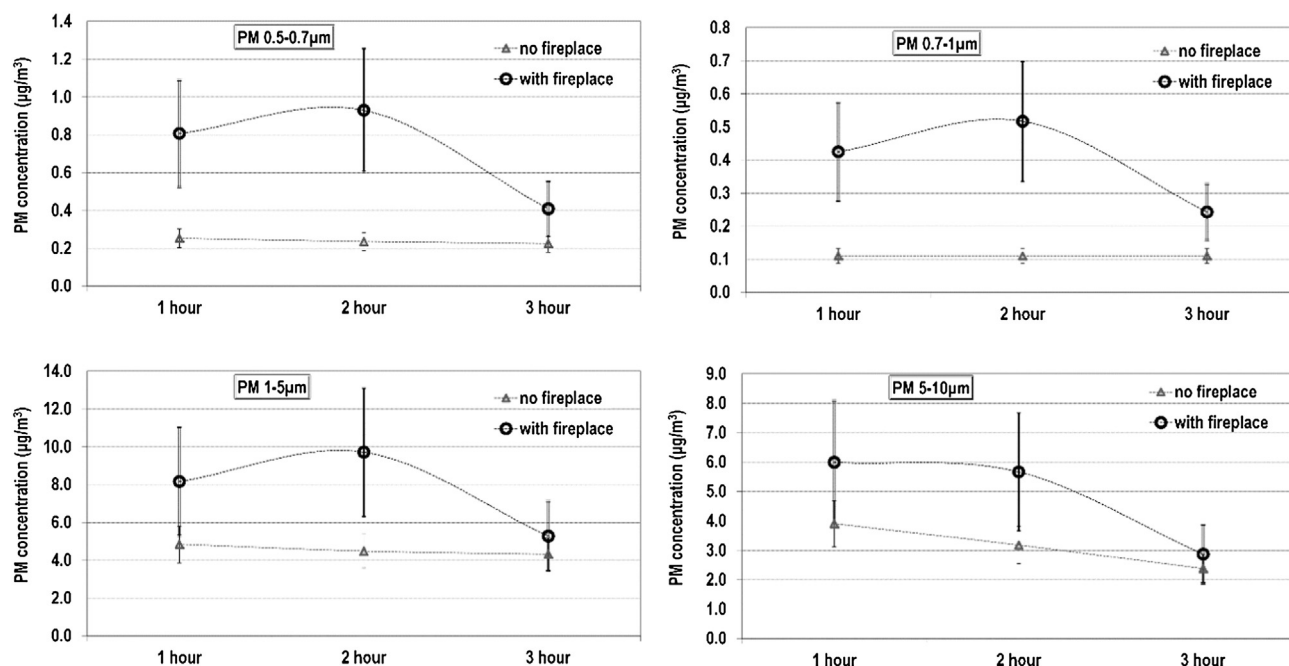 PM 0.5-0.7µm
no fireplace
with fireplace
PM concentration (µg/m³)
1.4
1.2
1.0
0.8
0.6
0.4
0.2
0.0
1 hour
2 hour
3 hour
PM 0.7-1µm
no fireplace
with fireplace
PM concentration (µg/m³)
0.8
0.7
0.6
0.5
0.4
0.3
0.2
0.1
0.0
1 hour
2 hour
3 hour
PM 1-5µm
no fireplace
with fireplace
PM concentration (µg/m³)
14.0
12.0
10.0
8.0
6.0
4.0
2.0
0.0
1 hour
2 hour
3 hour
PM 5-10µm
no fireplace
with fireplace
PM concentration (µg/m³)
9.0
8.0
7.0
6.0
5.0
4.0
3.0
2.0
1.0
0.0
1 hour
2 hour
3 hour